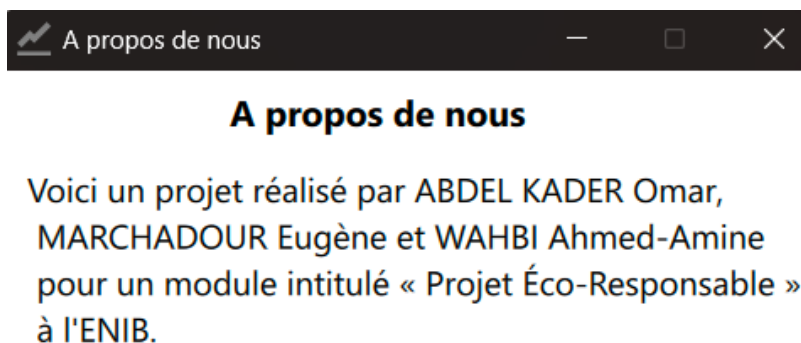 A propos de nous
A propos de nous
Voici un projet réalisé par ABDEL KADER Omar,
MARCHADOUR Eugène et WAHBI Ahmed-Amine
pour un module intitulé « Projet Éco-Responsable »
à l'ENIB.